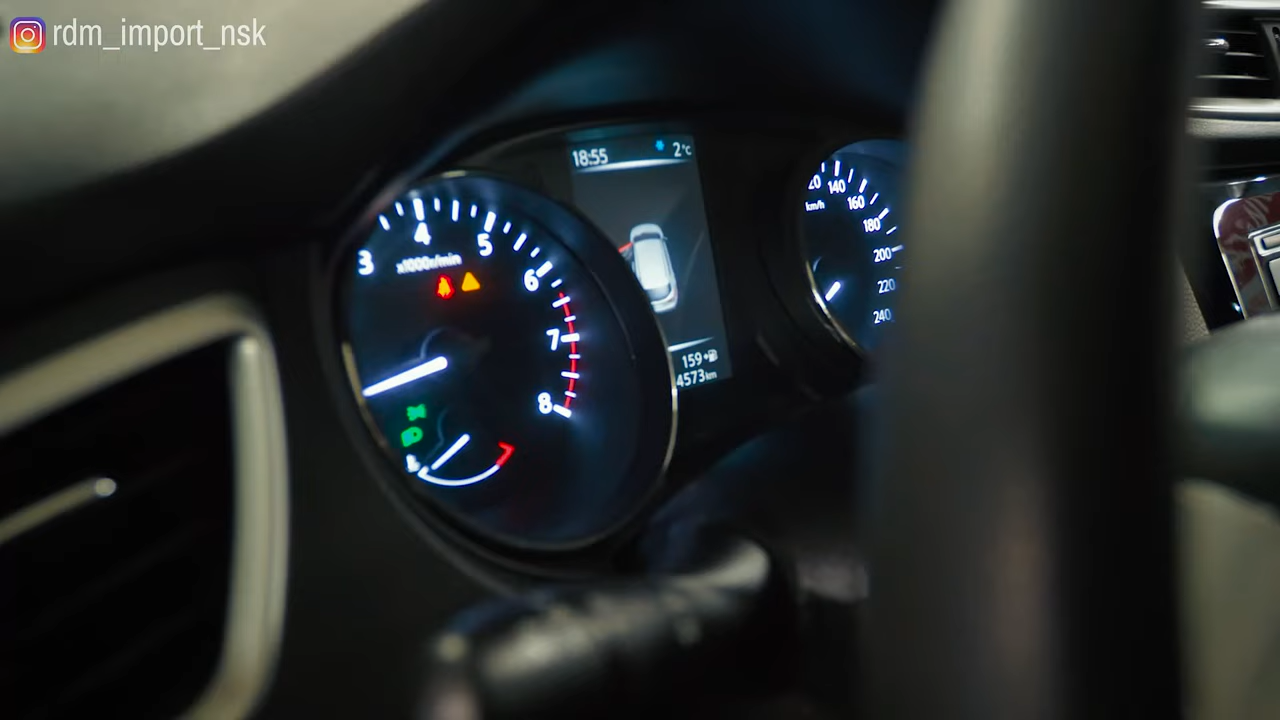 rdm_import_nsk
18:55 2°C
3 4 5 6 7 8
x1000r/min
140 160 180 200 220 240
km/h
159
4573km